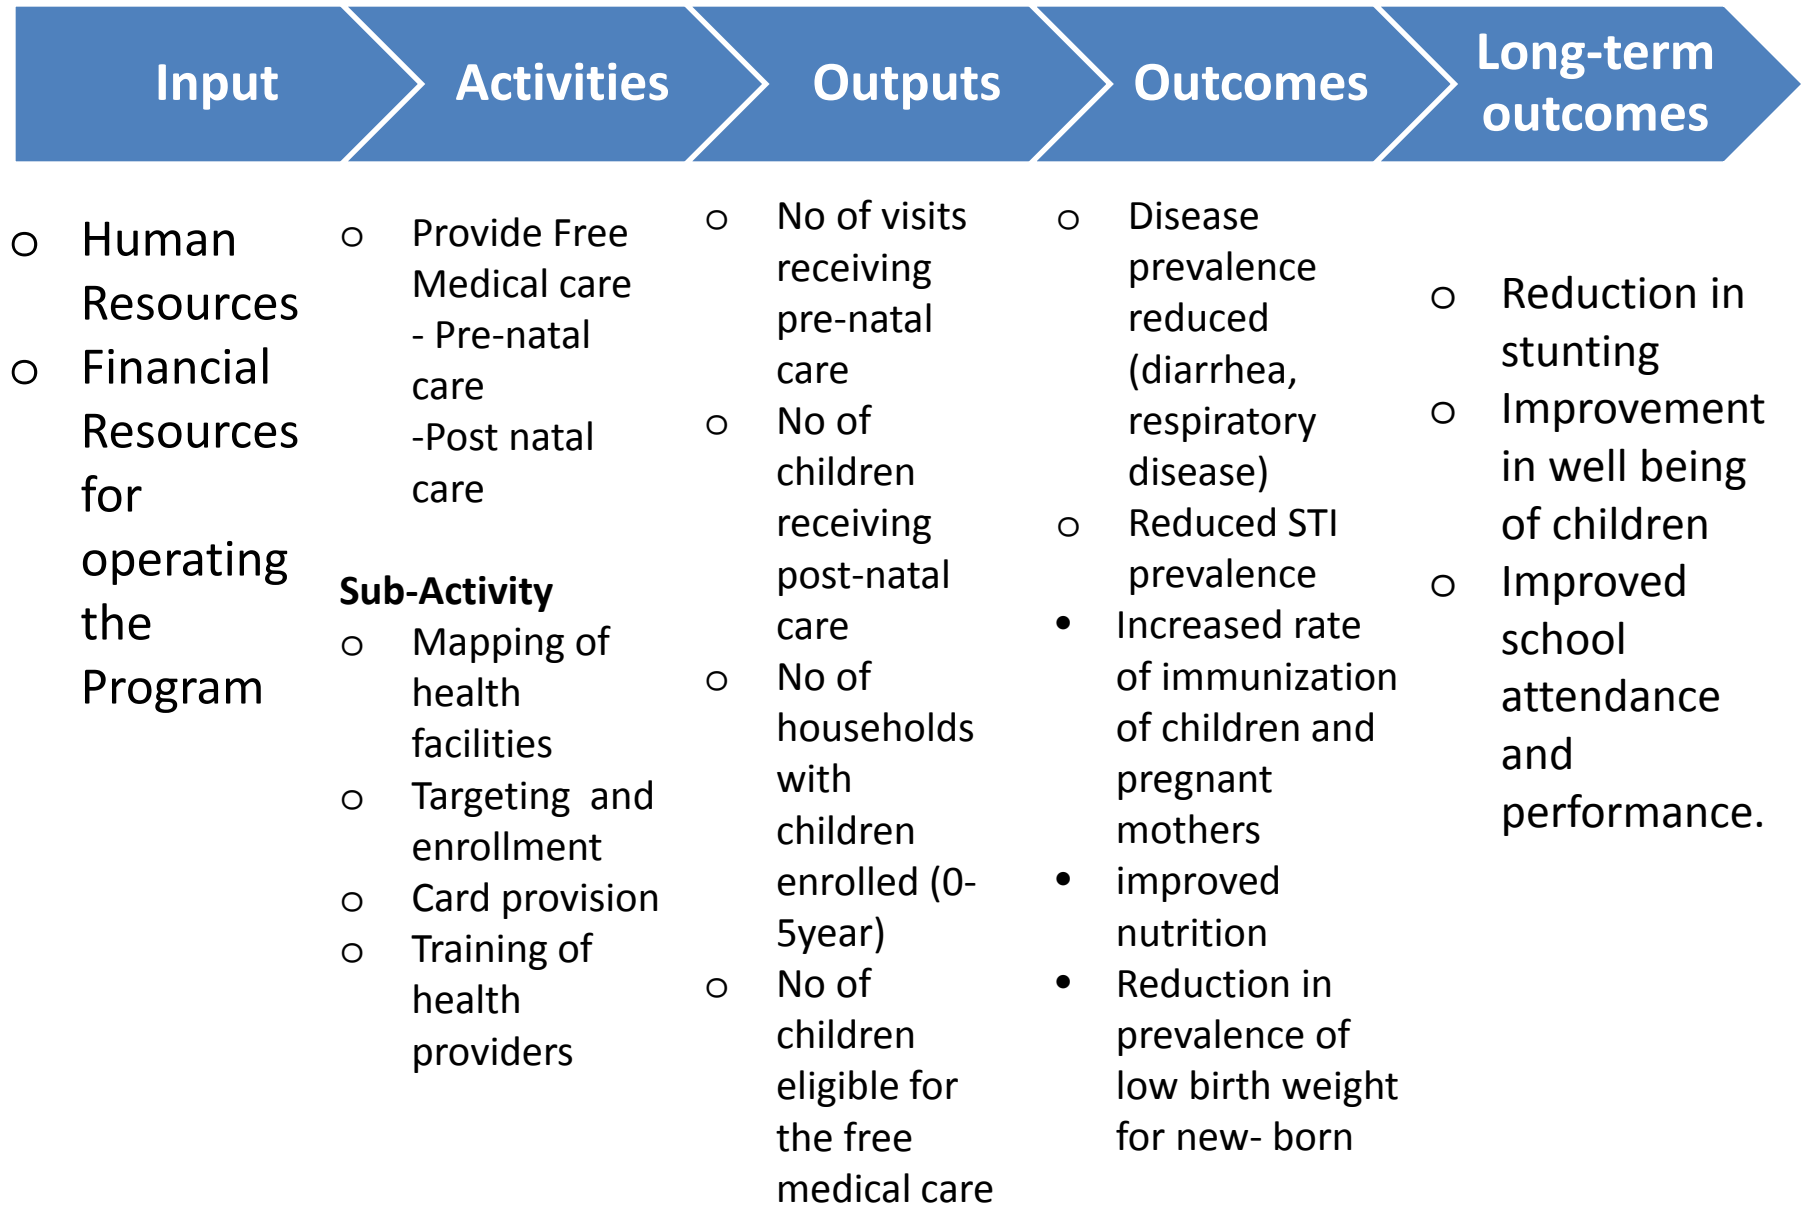 Input
Activities
Outputs
Outcomes
Long-term
outcomes
o Human
Resources
o Financial
Resources
for
operating
the
Program
o Provide Free
Medical care
- Pre-natal
care
-Post natal
care
Sub-Activity
o Mapping of
health
facilities
o Targeting and
enrollment
o Card provision
o Training of
health
providers
o No of visits
receiving
pre-natal
care
o No of
children
receiving
post-natal
care
o No of
households
with
children
enrolled (0-
5year)
o No of
children
eligible for
the free
medical care
o Disease
prevalence
reduced
(diarrhea,
respiratory
disease)
o Reduced STI
prevalence
• Increased rate
of immunization
of children and
pregnant
mothers
• improved
nutrition
• Reduction in
prevalence of
low birth weight
for new- born
o Reduction in
stunting
o Improvement
in well being
of children
o Improved
school
attendance
and
performance.